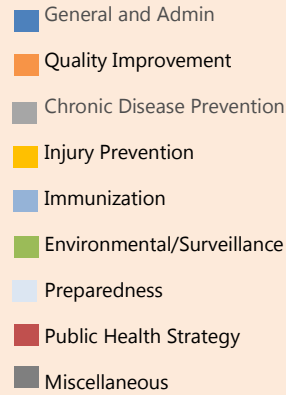 General and Admin
Quality Improvement
Chronic Disease Prevention
Injury Prevention
Immunization
Environmental/Surveillance
Preparedness
Public Health Strategy
Miscellaneous